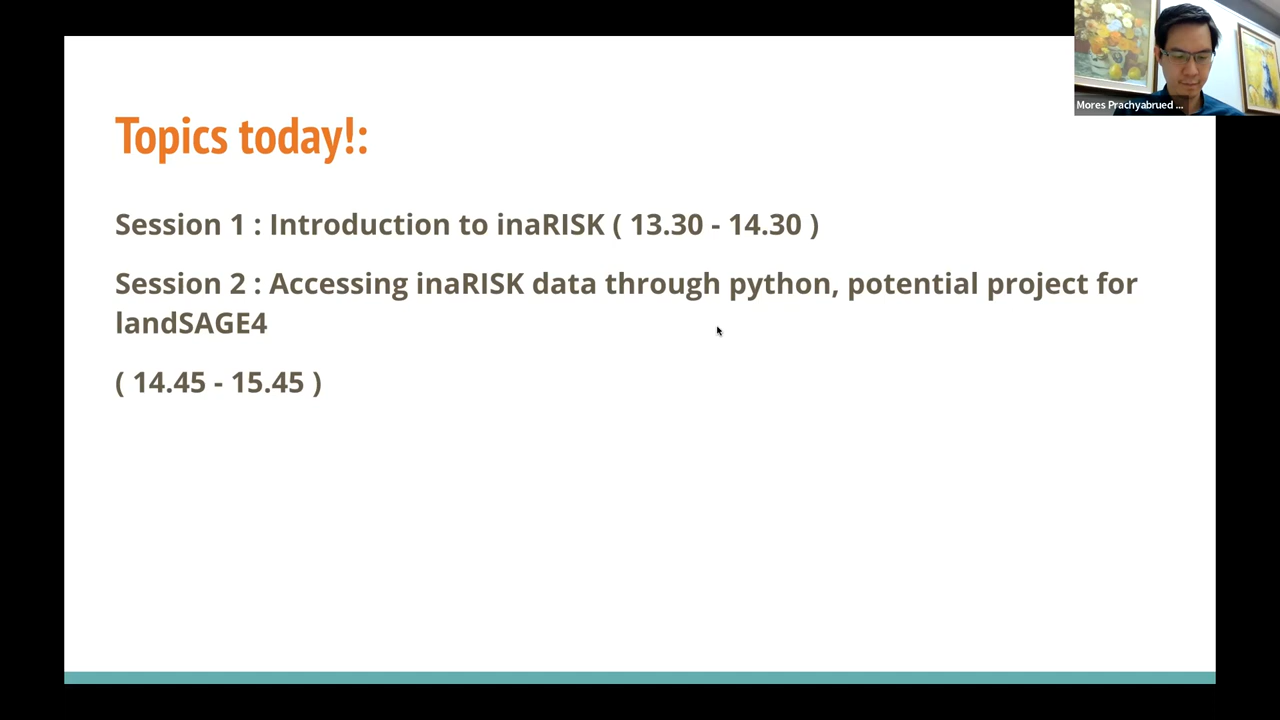 Mores Prachyabrued ...
Topics today!:
Session 1 : Introduction to inaRISK ( 13.30 - 14.30 )
Session 2 : Accessing inaRISK data through python, potential project for
landSAGE4
( 14.45 - 15.45 )